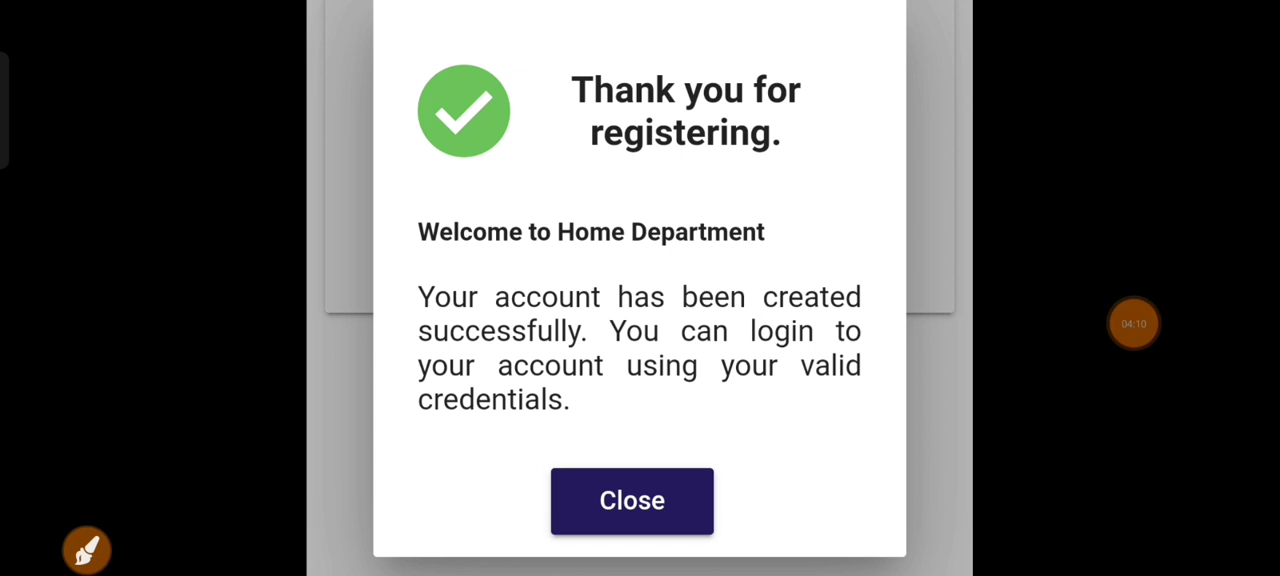 Thank you for
registering.
Welcome to Home Department
Your account has been created
successfully. You can login to
your account using your valid
credentials.
Close
04:10